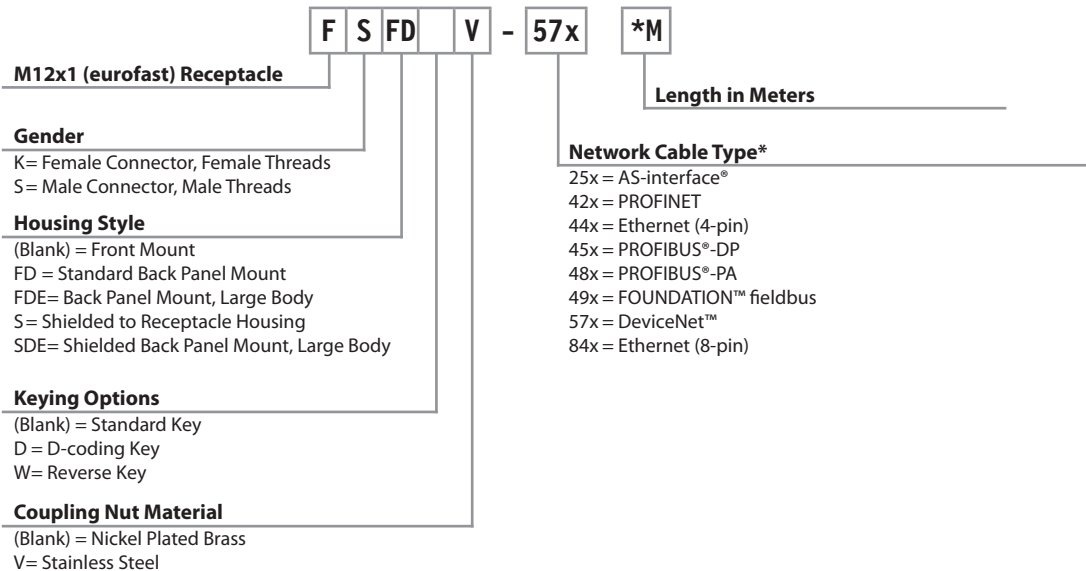 F S FD V - 57x *M
M12x1 (eurofast) Receptacle
Length in Meters
Gender
K= Female Connector, Female Threads
S= Male Connector, Male Threads
Housing Style
(Blank) = Front Mount
FD = Standard Back Panel Mount
FDE= Back Panel Mount, Large Body
S= Shielded to Receptacle Housing
SDE= Shielded Back Panel Mount, Large Body
Keying Options
(Blank) = Standard Key
D = D-coding Key
W= Reverse Key
Coupling Nut Material
(Blank) = Nickel Plated Brass
V= Stainless Steel
Network Cable Type*
25x = AS-interface®
42x = PROFINET
44x = Ethernet (4-pin)
45x = PROFIBUS®-DP
48x = PROFIBUS®-PA
49x = FOUNDATION™ fieldbus
57x = DeviceNet™
84x = Ethernet (8-pin)